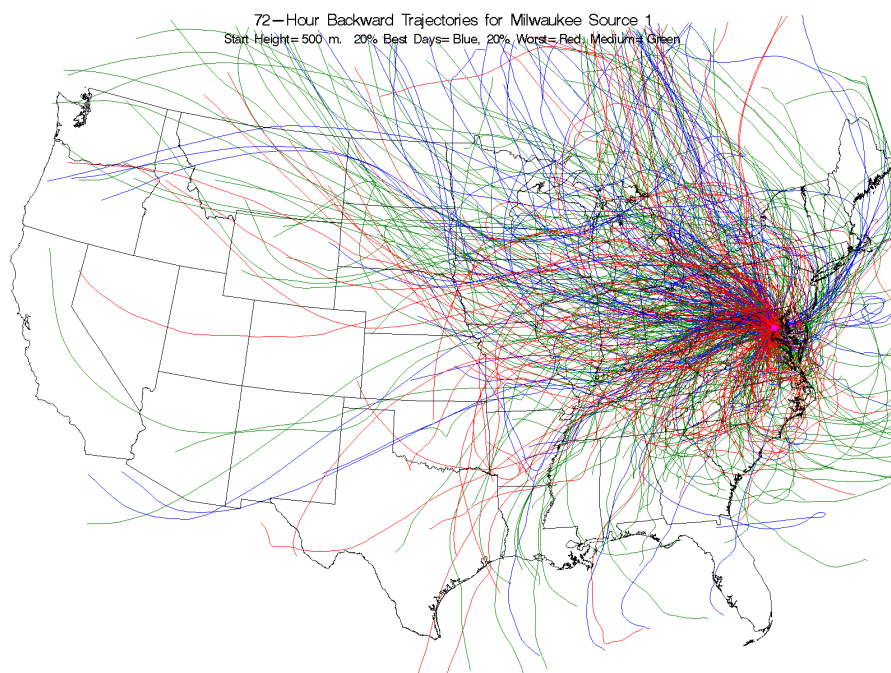 72-Hour Backward Trajectories for Milwaukee Source 1
Start Height= 500 m. 20% Best Days= Blue, 20% Worst= Red, Medium= Green